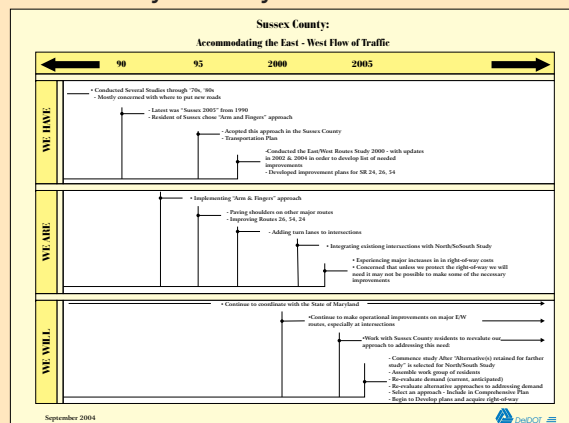 Sussex County:
Accommodating the East - West Flow of Traffic
90 95 2000 2005
WE HAVE
• Conducted Several Studies through '70s, '80s
- Mostly concerned with where to put new roads
- Latest was "Sussex 2005" from 1990
- Resident of Sussex chose "Arm and Fingers" approach
- Acopted this approach in the Sussex County
- Transportation Plan
-Conducted the East/West Routes Study 2000 - with updates
in 2002 & 2004 in order to develop list of needed
improvements
- Developed improvement plans for SR 24, 26, 54
WE ARE
• Implementing "Arm & Fingers" approach
- Paving shoulders on other major routes
- Improving Routes 26, 54, 24
- Adding turn lanes to intersections
• Integrating existiong intersections with North/SoSouth Study
• Experiencing major increases in in right-of-way costs
• Concerned that unless we protect the right-of-way we will
need it may not be possible to make some of the necessary
improvements
WE WILL
• Continue to coordinate with the State of Maryland
•Continue to make operational improvements on major E/W
routes, especially at intersections
•Work with Sussex County residents to reevalute our
approach to addressing this need:
- Commence study After "Alternative(s) retained for farther
study" is selected for North/South Study
- Assemble work group of residents
- Re-evaluate demand (current, anticipated)
- Re-evaluate alternative approaches to addressing demand
- Select an approach - Include in Comprehensive Plan
- Begin to Develop plans and acquire right-of-way
September 2004
DelDOT